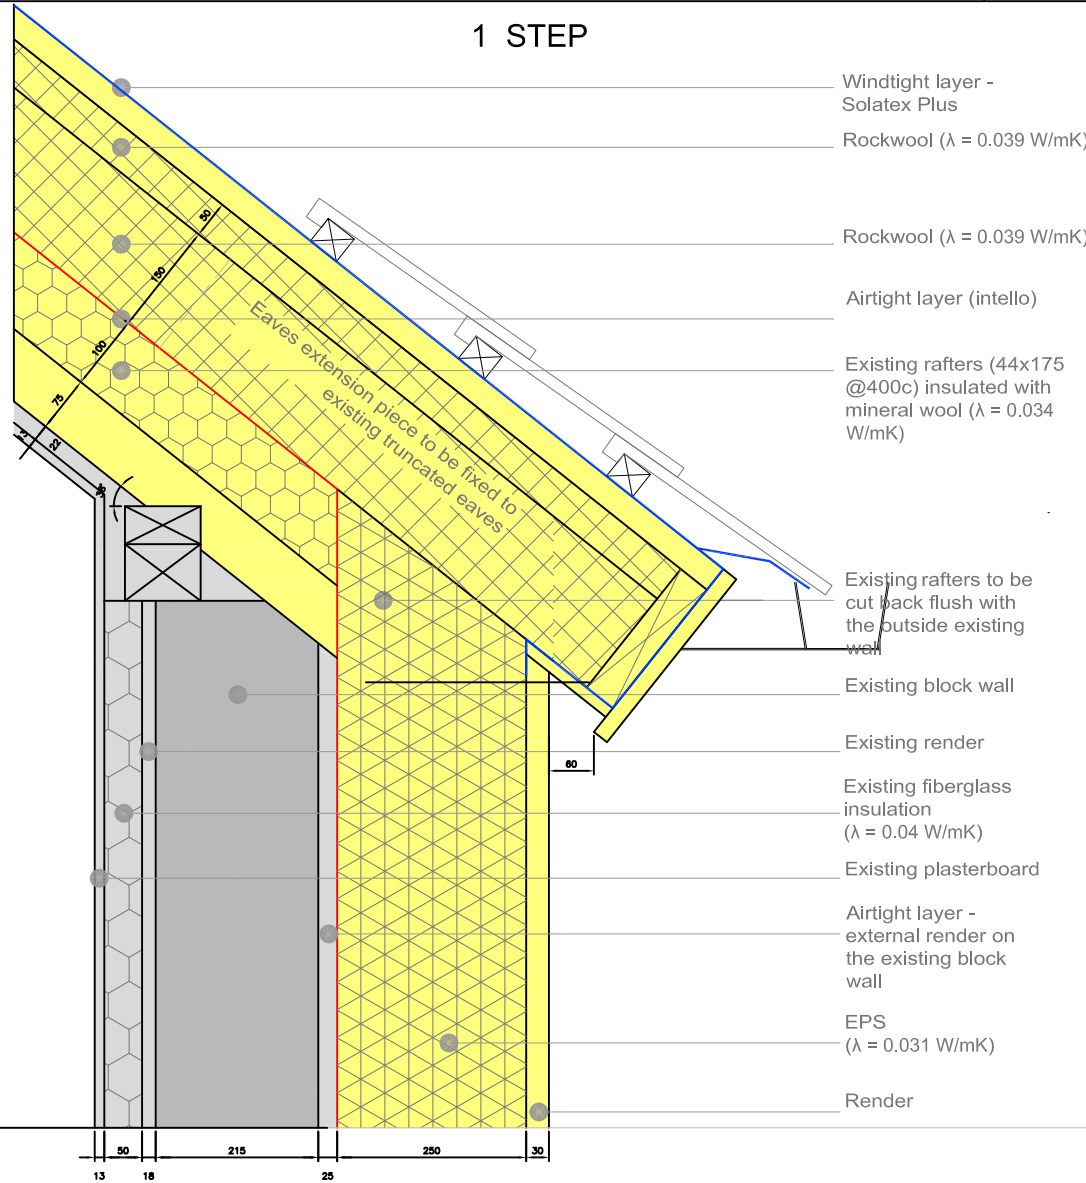 1 STEP
Windtight layer -
Solatex Plus
Rockwool (λ = 0.039 W/mK)
Rockwool (λ = 0.039 W/mK)
Airtight layer (intello)
Existing rafters (44x175
@400c) insulated with
mineral wool (λ = 0.034
W/mK)
50
150
100
75
22
Eaves extension piece to be fixed to
existing truncated eaves
Existing rafters to be
cut back flush with
the outside existing
wall
Existing block wall
Existing render
60
Existing fiberglass
insulation
(λ = 0.04 W/mK)
Existing plasterboard
Airtight layer -
external render on
the existing block
wall
EPS
(λ = 0.031 W/mK)
Render
13
50
18
215
25
250
30